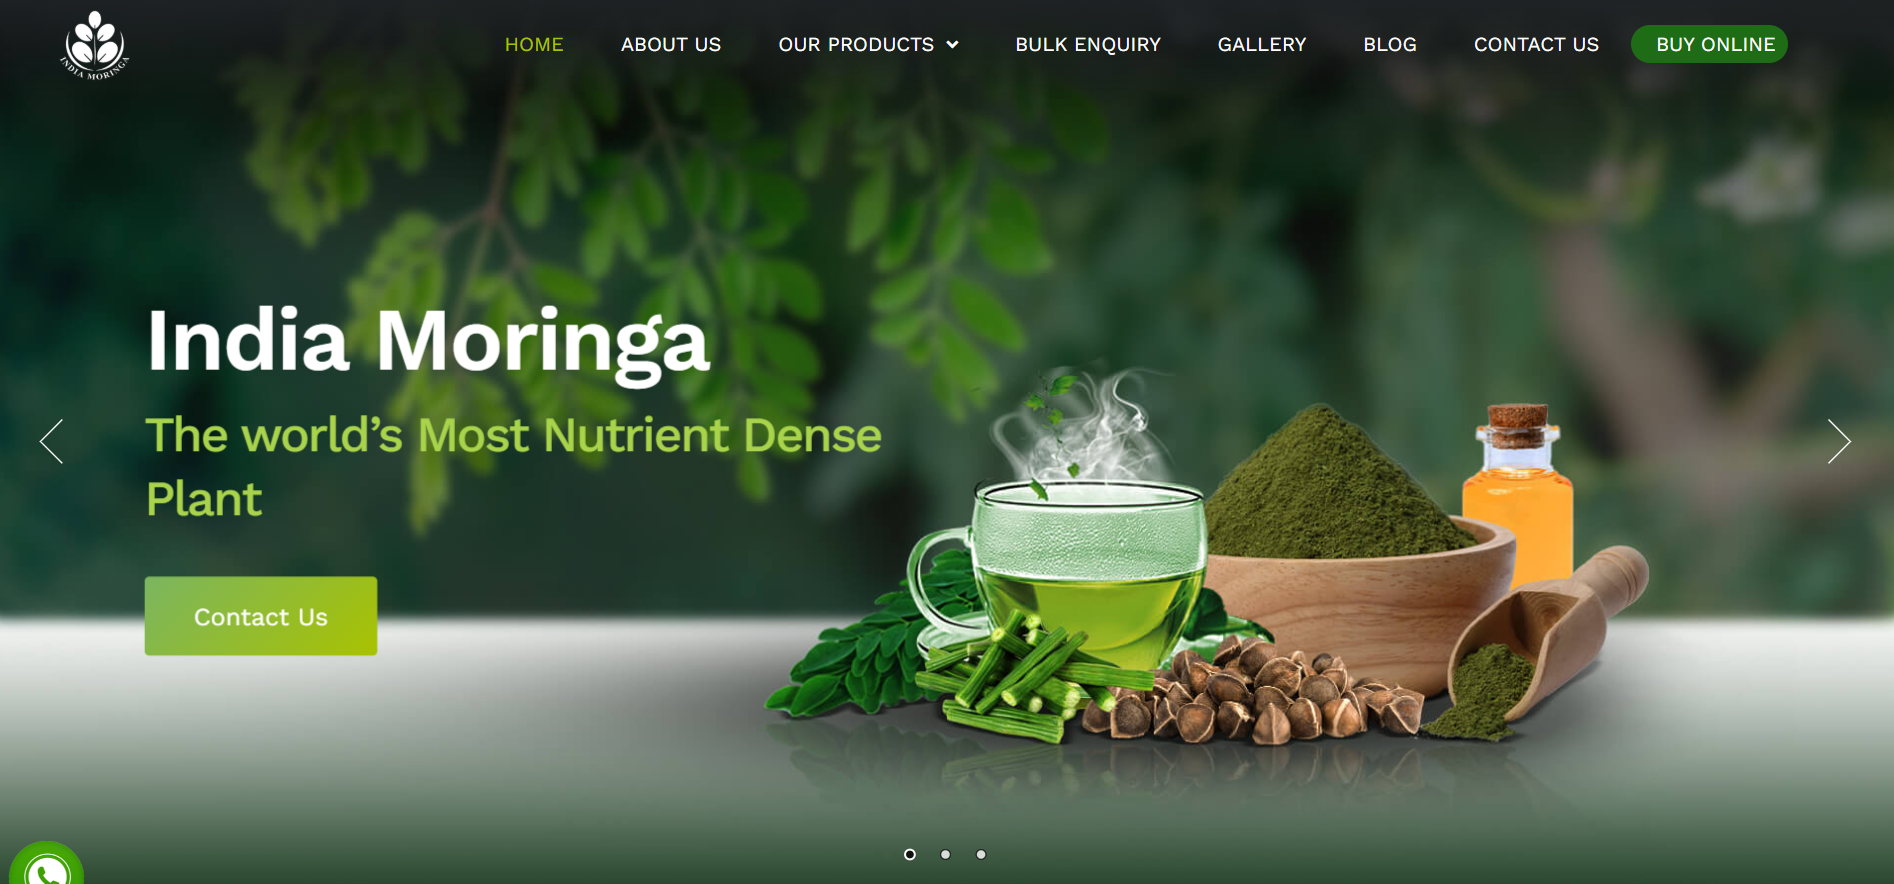 INDIA MORINGA
HOME
ABOUT US
OUR PRODUCTS
BULK ENQUIRY
GALLERY
BLOG
CONTACT US
BUY ONLINE
India Moringa
The world’s Most Nutrient Dense
Plant
Contact Us